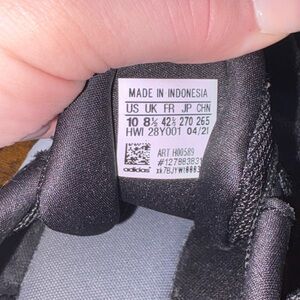 MADE IN INDONESIA
US UK FR JP CHN
10 8½ 42⅔ 270 265
HWI 28Y001 04/21
ART H00589
#127883831
adidas